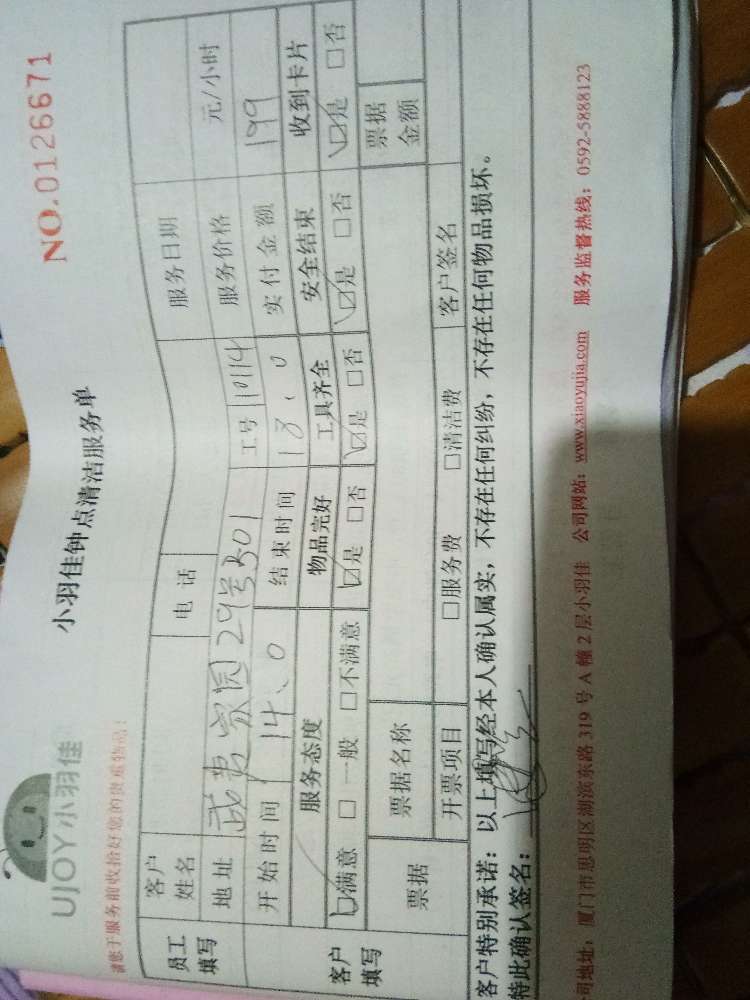 UJOY小羽佳
小羽佳钟点清洁服务单
NO.0126671
请您于服务前收拾好您的贵重物品!
员工填写 客户姓名 电话 服务日期
地址 29号301 工号 10114 服务价格 元/小时
开始时间 14、0 结束时间 18、0 实付金额 199
客户填写 服务态度 物品完好 工具齐全 安全结束 收到卡片
☑满意 □一般 □不满意 ☑是 □否 ☑是 □否 ☑是 □否 ☑是 □否
票据 票据名称 票据金额
开票项目 □服务费 □清洁费 客户签名
客户特别承诺：以上填写经本人确认属实，不存在任何纠纷，不存在任何物品损坏。
特此确认签名：
司地址：厦门市思明区湖滨东路319号A幢2层小羽佳 公司网站：www.xiaoyujia.com 服务监督热线：0592-5888123